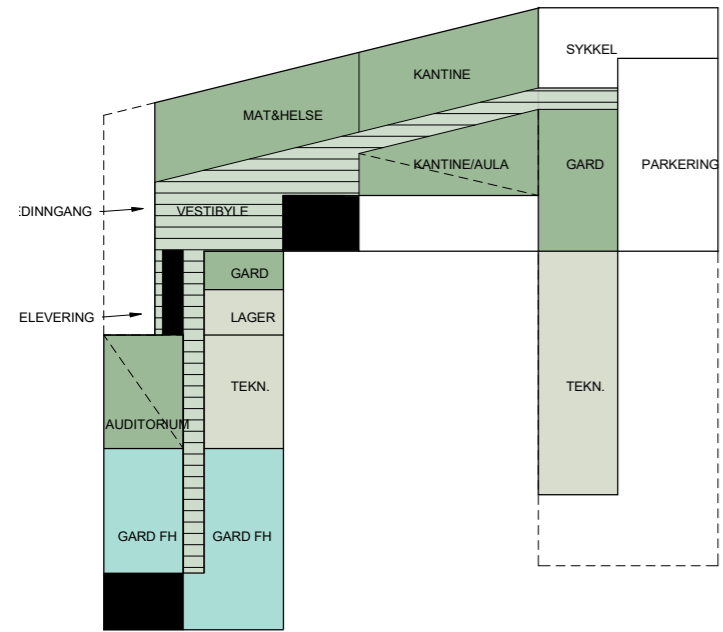 SYKKEL
KANTINE
MAT&HELSE
KANTINE/AULA
GARD
PARKERING
EDINNGANG
VESTIBYLE
GARD
ELEVERING
LAGER
TEKN.
TEKN.
AUDITORIUM
GARD FH
GARD FH